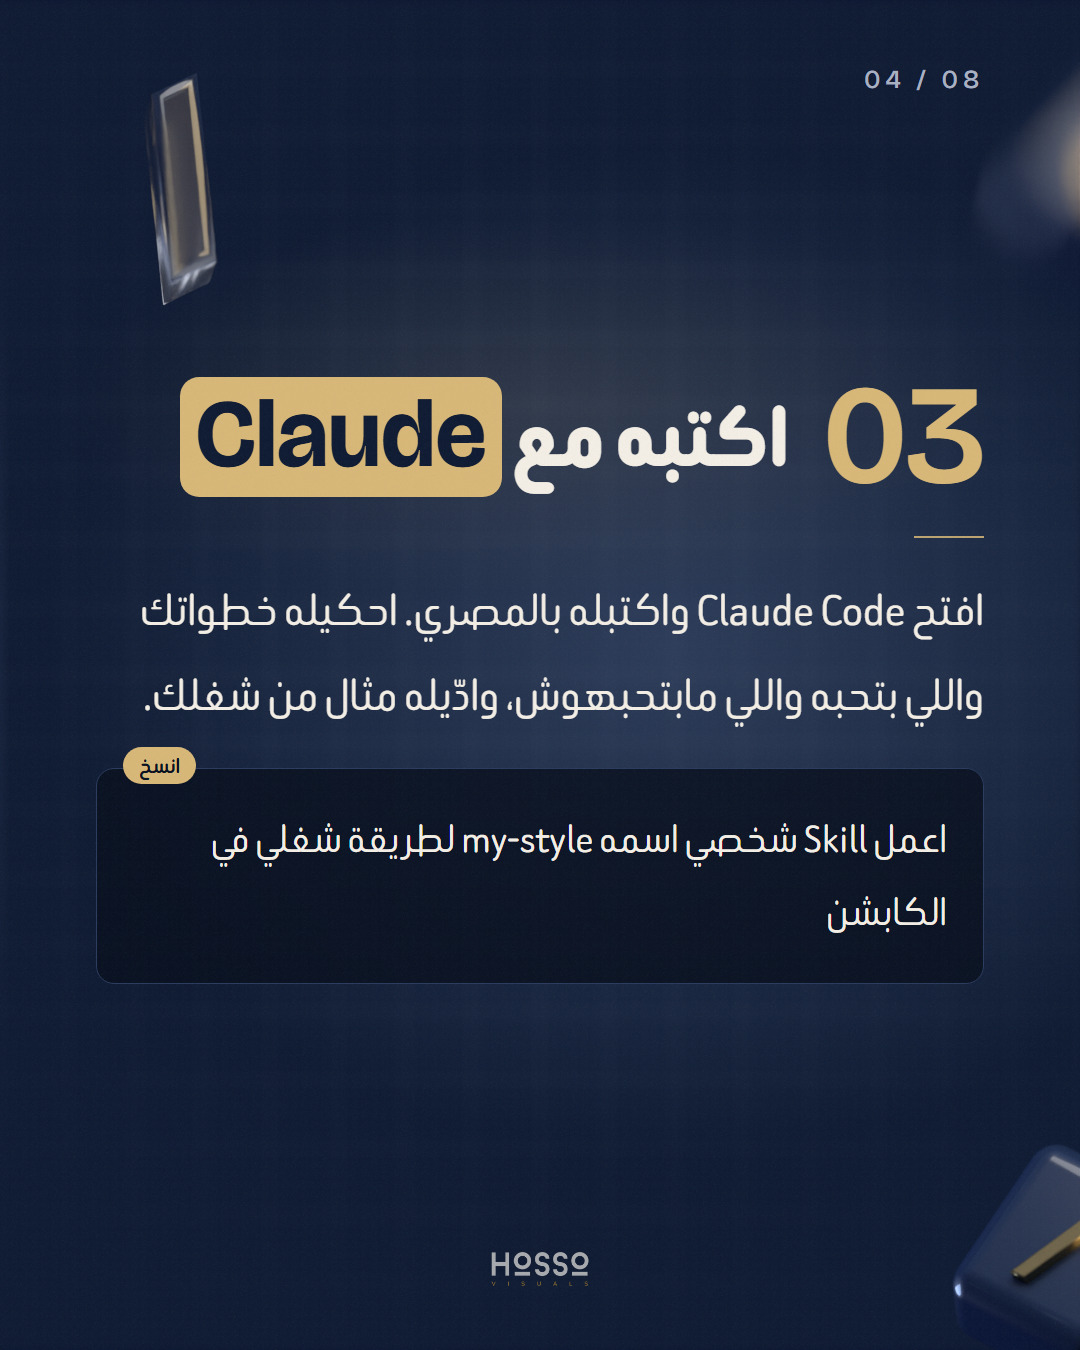 04 / 08
03 اكتبه مع Claude
افتح Claude Code واكتبله بالمصري. احكيله خطواتك
واللي بتحبه واللي مابتحبهوش، وادّيله مثال من شغلك.
انسخ
اعمل Skill شخصي اسمه my-style لطريقة شغلي في
الكابشن
HOSSO
VISUALS